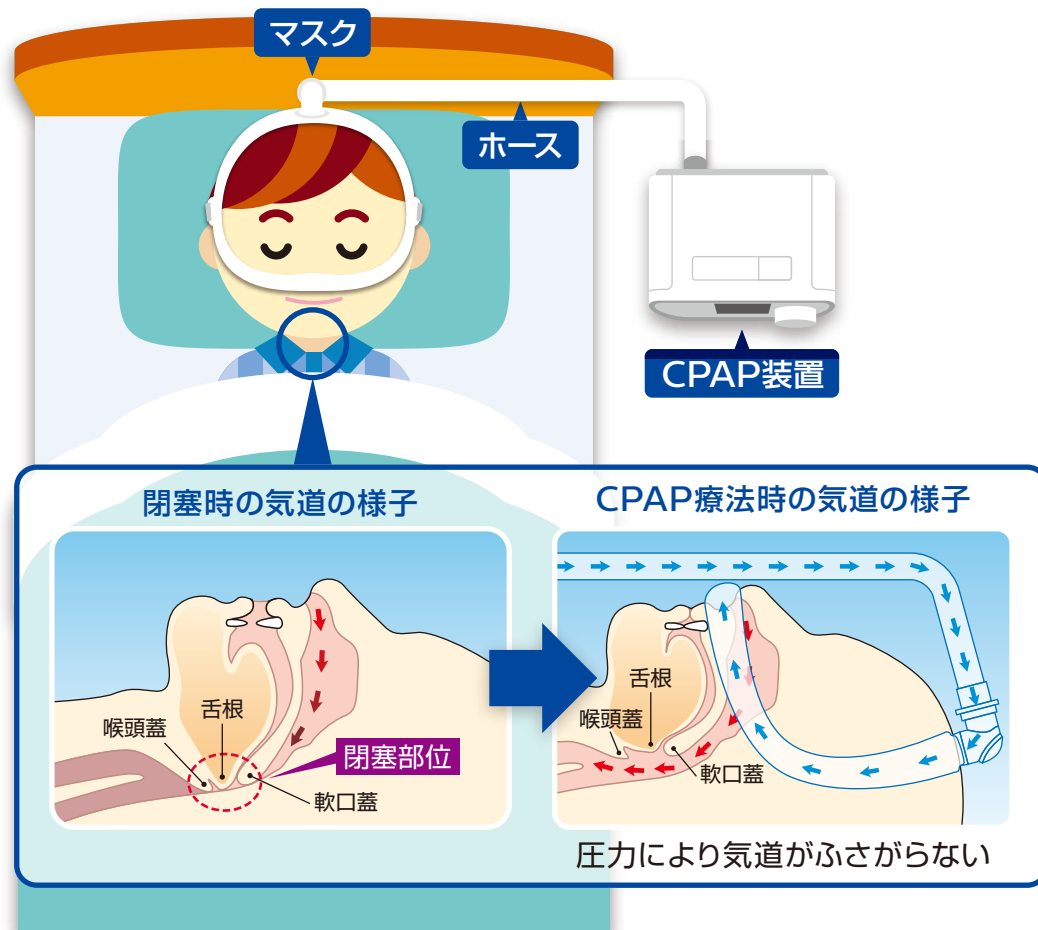 マスク
ホース
CPAP装置
閉塞時の気道の様子
喉頭蓋
舌根
閉塞部位
軟口蓋
CPAP療法時の気道の様子
舌根
喉頭蓋
軟口蓋
圧力により気道がふさがらない